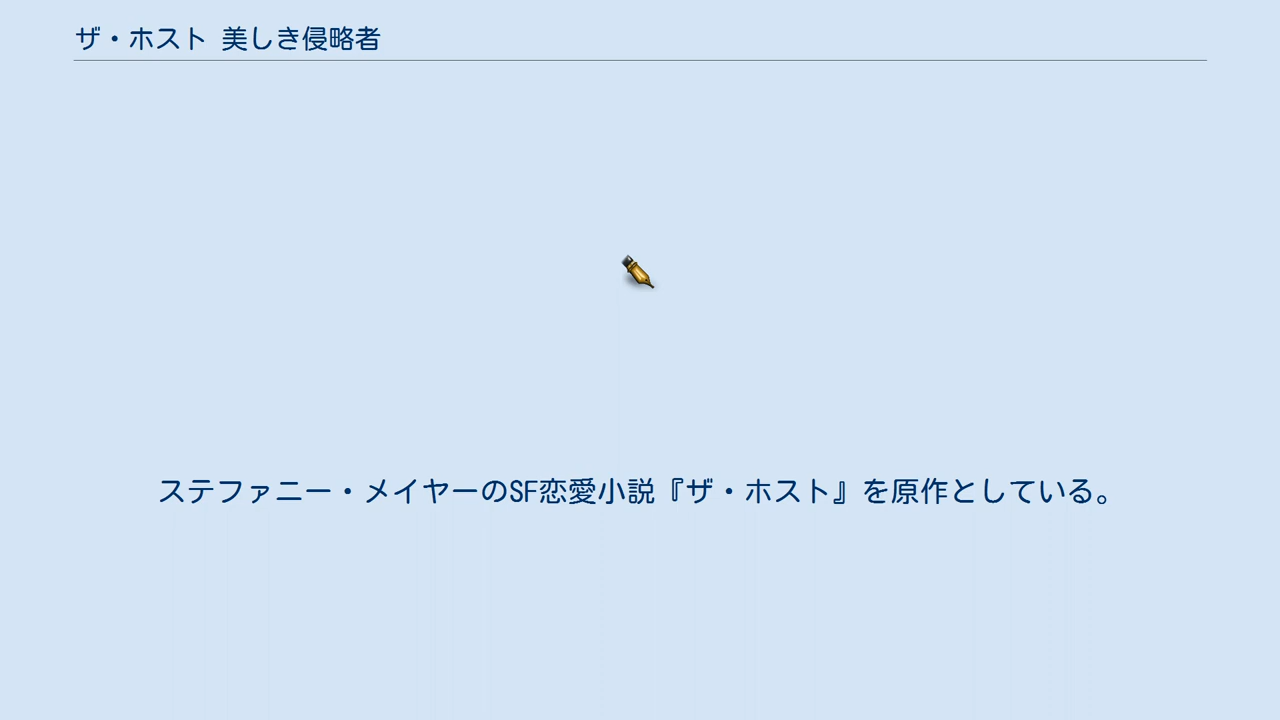 ザ・ホスト 美しき侵略者
ステファニー・メイヤーのSF恋愛小説『ザ・ホスト』を原作としている。